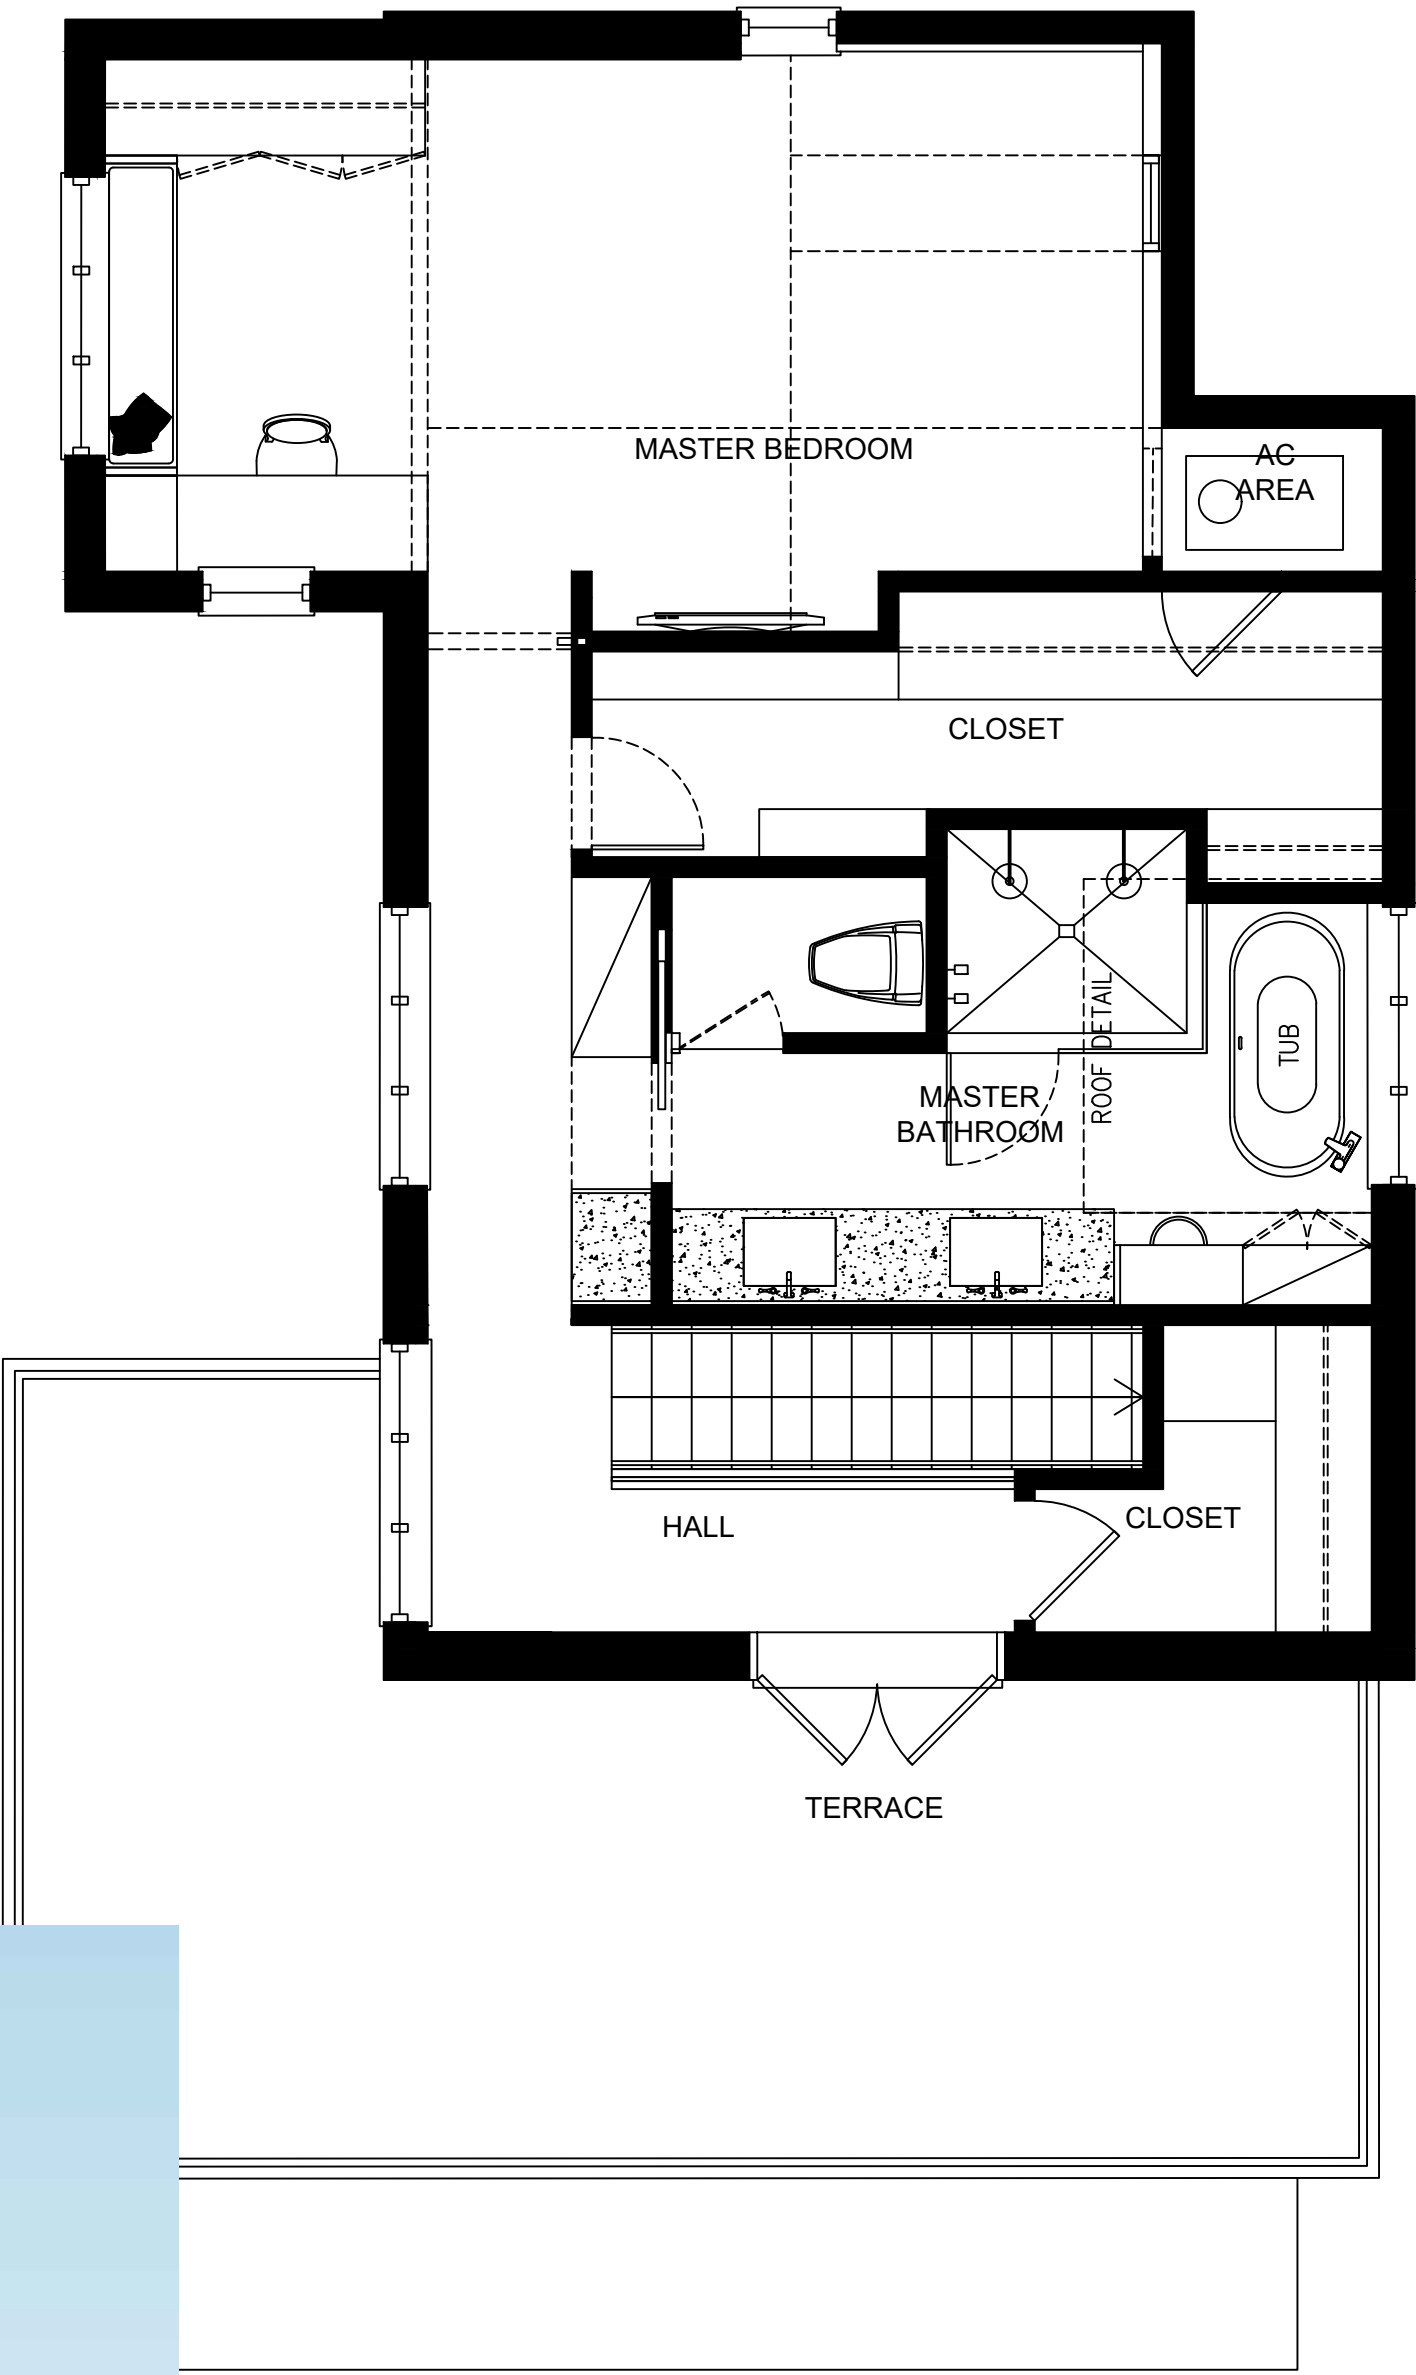 MASTER BEDROOM
AC
AREA
CLOSET
ROOF DETAIL
TUB
MASTER
BATHROOM
HALL
CLOSET
TERRACE